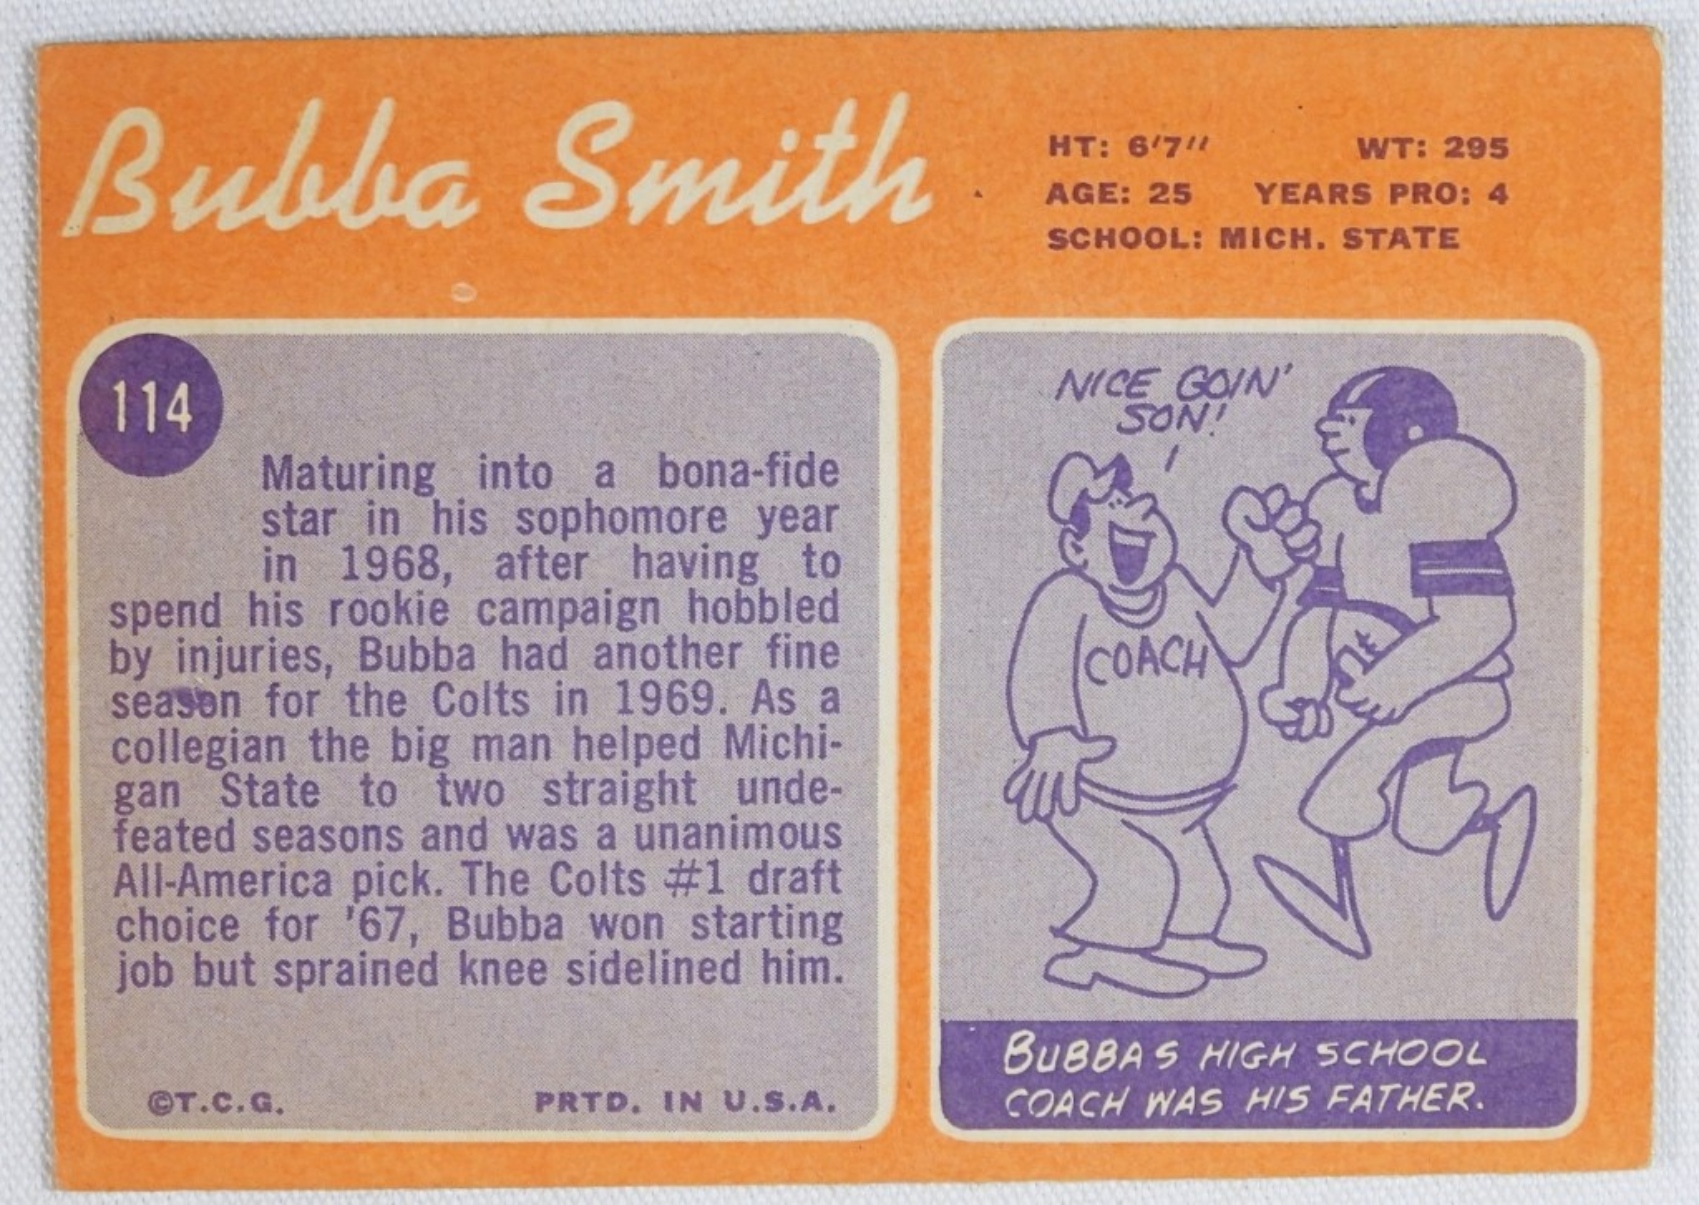 Bubba Smith
HT: 6'7" WT: 295
AGE: 25 YEARS PRO: 4
SCHOOL: MICH. STATE
114
Maturing into a bona-fide
star in his sophomore year
in 1968, after having to
spend his rookie campaign hobbled
by injuries, Bubba had another fine
season for the Colts in 1969. As a
collegian the big man helped Michi-
gan State to two straight unde-
feated seasons and was a unanimous
All-America pick. The Colts #1 draft
choice for '67, Bubba won starting
job but sprained knee sidelined him.
©T.C.G. PRTD. IN U.S.A.
NICE GOIN'
SON!
COACH
BUBBAS HIGH SCHOOL
COACH WAS HIS FATHER.